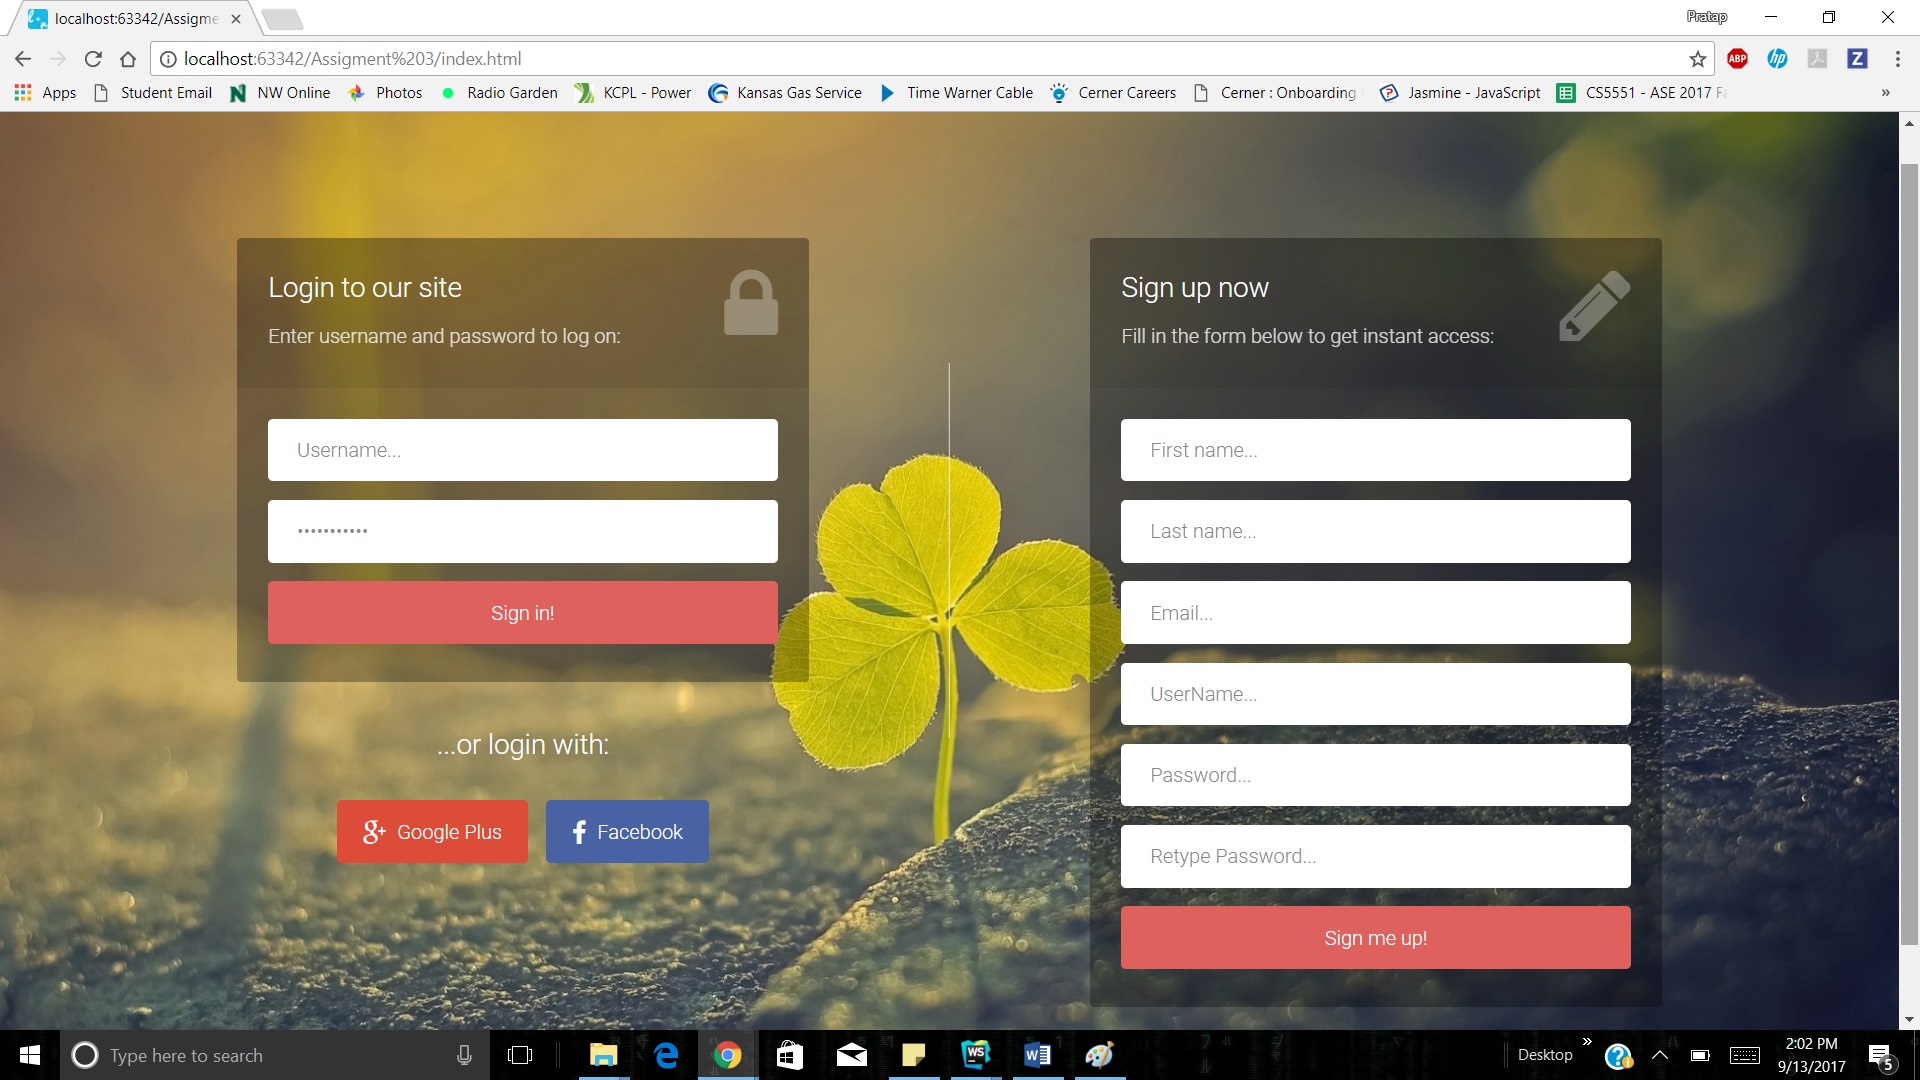 localhost:63342/Assigme
Pratap
localhost:63342/Assigment%203/index.html
ABP
hp
Z
Apps
Student Email
N NW Online
Photos
Radio Garden
KCPL - Power
Kansas Gas Service
Time Warner Cable
Cerner Careers
Cerner : Onboarding
Jasmine - JavaScript
CS5551 - ASE 2017 Fa
»
Login to our site
Enter username and password to log on:
Username...
Sign in!
...or login with:
g+ Google Plus
f Facebook
Sign up now
Fill in the form below to get instant access:
First name...
Last name...
Email...
UserName...
Password...
Retype Password...
Sign me up!
Type here to search
WS
W
Desktop
»
2:02 PM
9/13/2017
5